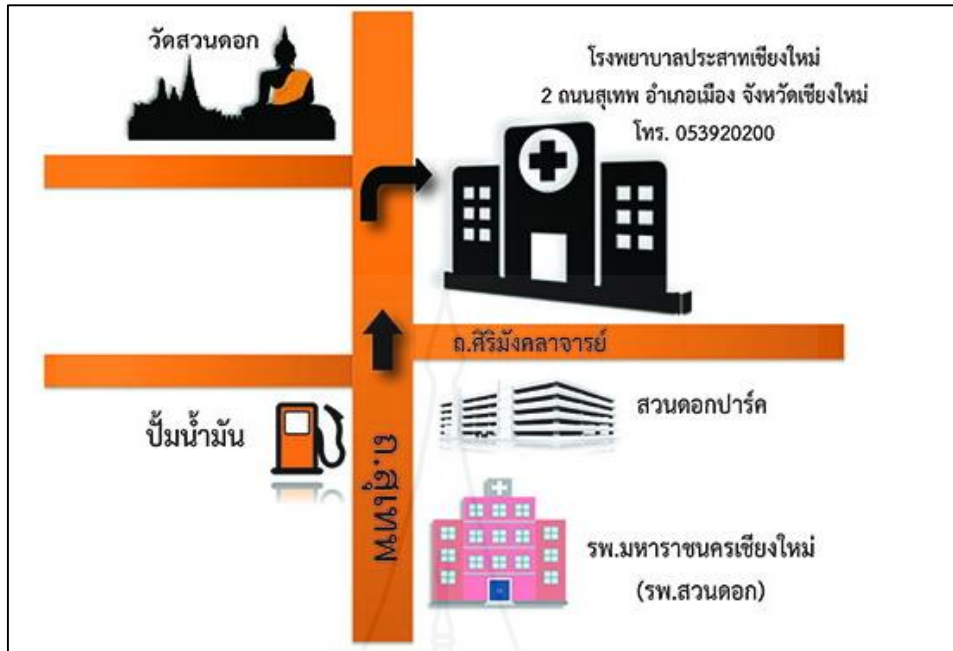 วัดสวนดอก
โรงพยาบาลประสาทเชียงใหม่
2 ถนนสุเทพ อำเภอเมือง จังหวัดเชียงใหม่
โทร. 053920200
ถ.ศิริมังคลาจารย์
สวนดอกปาร์ค
ปั้มน้ำมัน
ถ.สุเทพ
รพ.มหาราชนครเชียงใหม่
(รพ.สวนดอก)